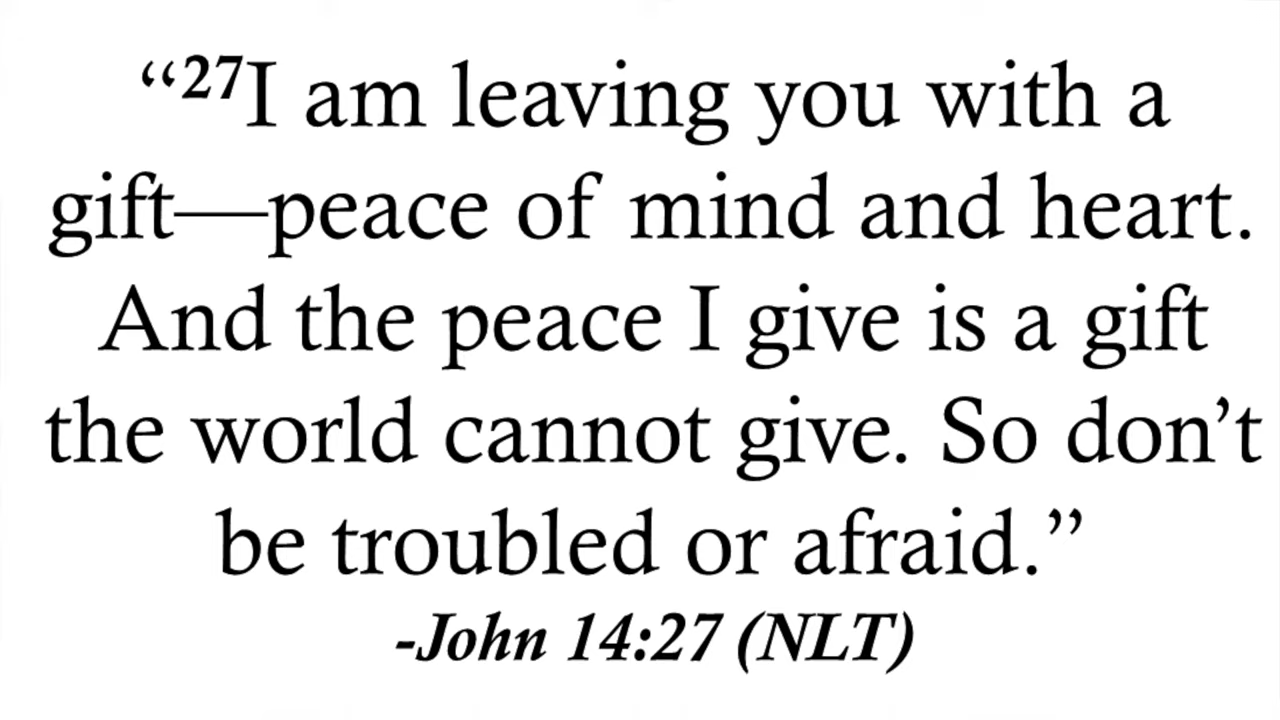 “27I am leaving you with a
gift—peace of mind and heart.
And the peace I give is a gift
the world cannot give. So don’t
be troubled or afraid.”
-John 14:27 (NLT)